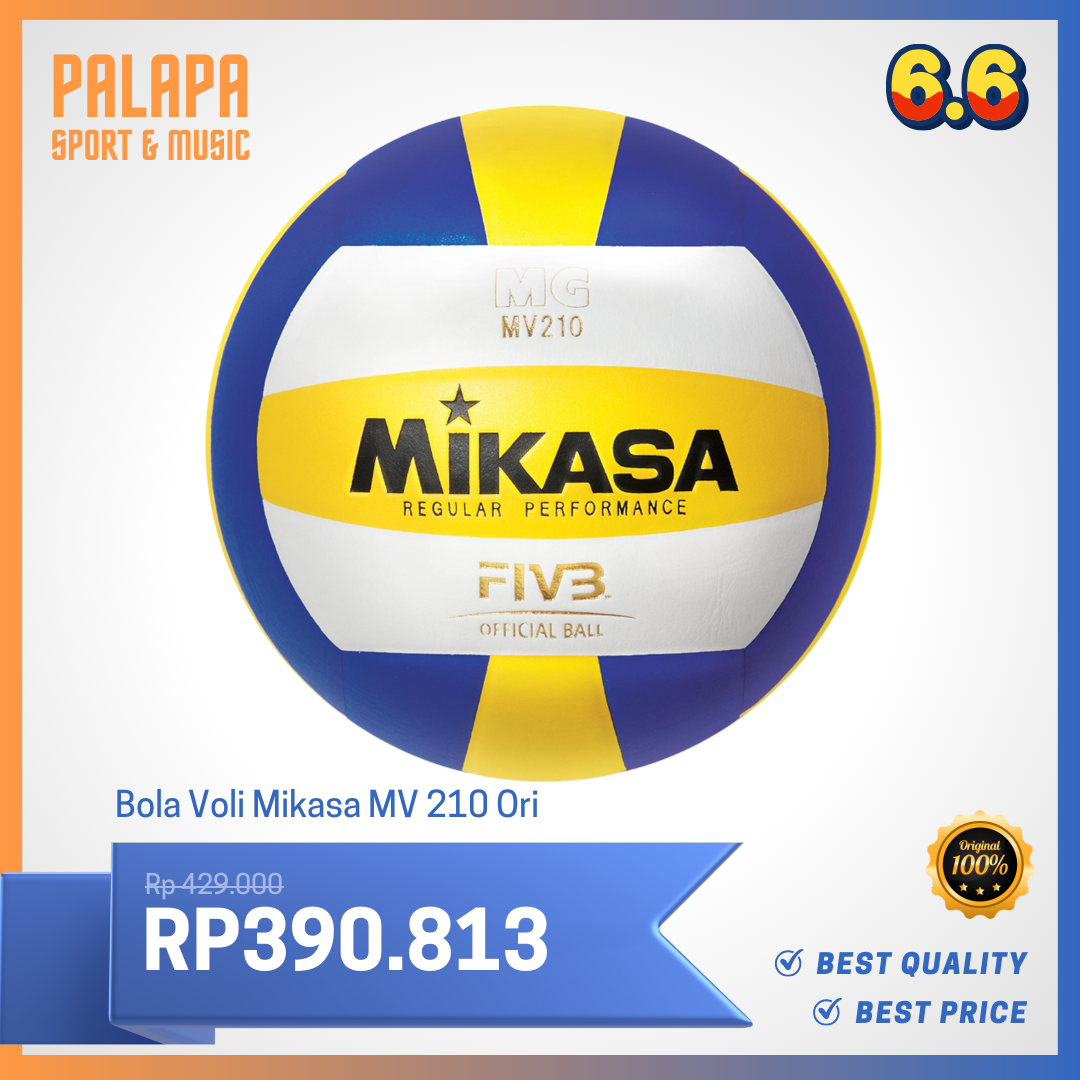 PALAPA
SPORT & MUSIC
6.6
MG
MV210
MiKASA
REGULAR PERFORMANCE
FIVB
OFFICIAL BALL
Bola Voli Mikasa MV 210 Ori
Rp 429.000
RP390.813
Original
100%
BEST QUALITY
BEST PRICE